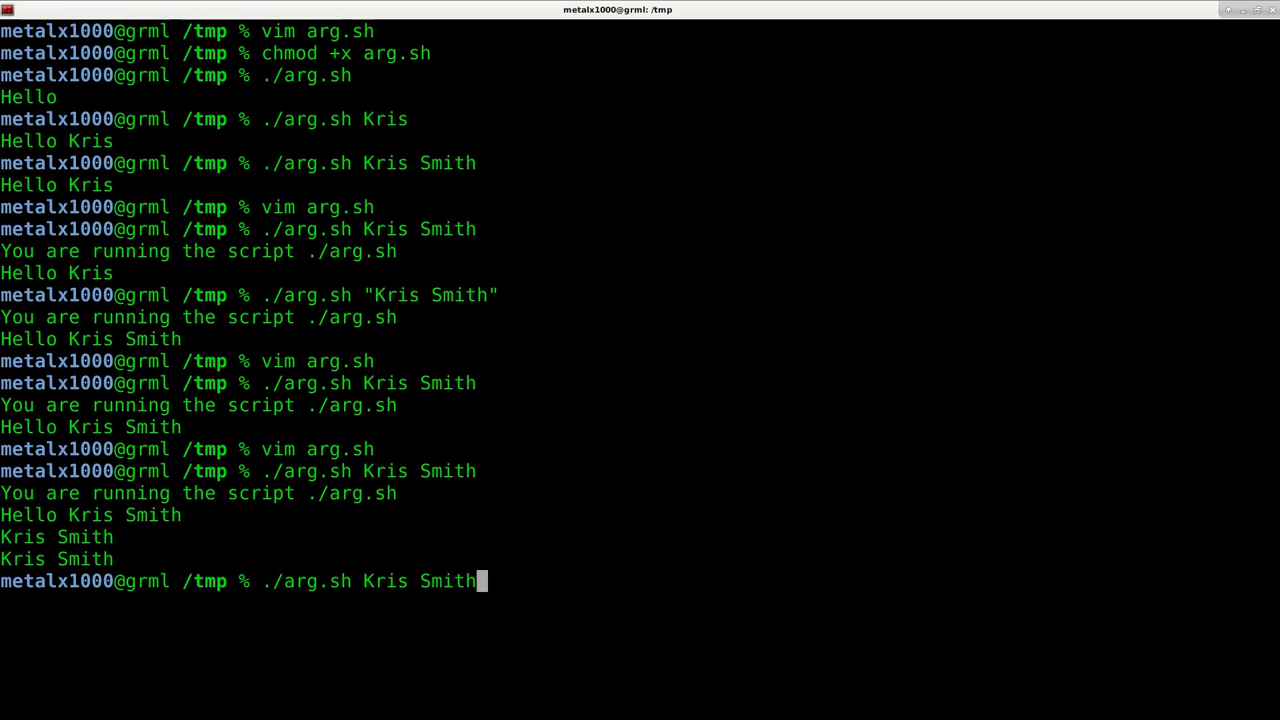 metalx1000@grml: /tmp
metalx1000@grml /tmp % vim arg.sh
metalx1000@grml /tmp % chmod +x arg.sh
metalx1000@grml /tmp % ./arg.sh
Hello
metalx1000@grml /tmp % ./arg.sh Kris
Hello Kris
metalx1000@grml /tmp % ./arg.sh Kris Smith
Hello Kris
metalx1000@grml /tmp % vim arg.sh
metalx1000@grml /tmp % ./arg.sh Kris Smith
You are running the script ./arg.sh
Hello Kris
metalx1000@grml /tmp % ./arg.sh "Kris Smith"
You are running the script ./arg.sh
Hello Kris Smith
metalx1000@grml /tmp % vim arg.sh
metalx1000@grml /tmp % ./arg.sh Kris Smith
You are running the script ./arg.sh
Hello Kris Smith
metalx1000@grml /tmp % vim arg.sh
metalx1000@grml /tmp % ./arg.sh Kris Smith
You are running the script ./arg.sh
Hello Kris Smith
Kris Smith
Kris Smith
metalx1000@grml /tmp % ./arg.sh Kris Smith